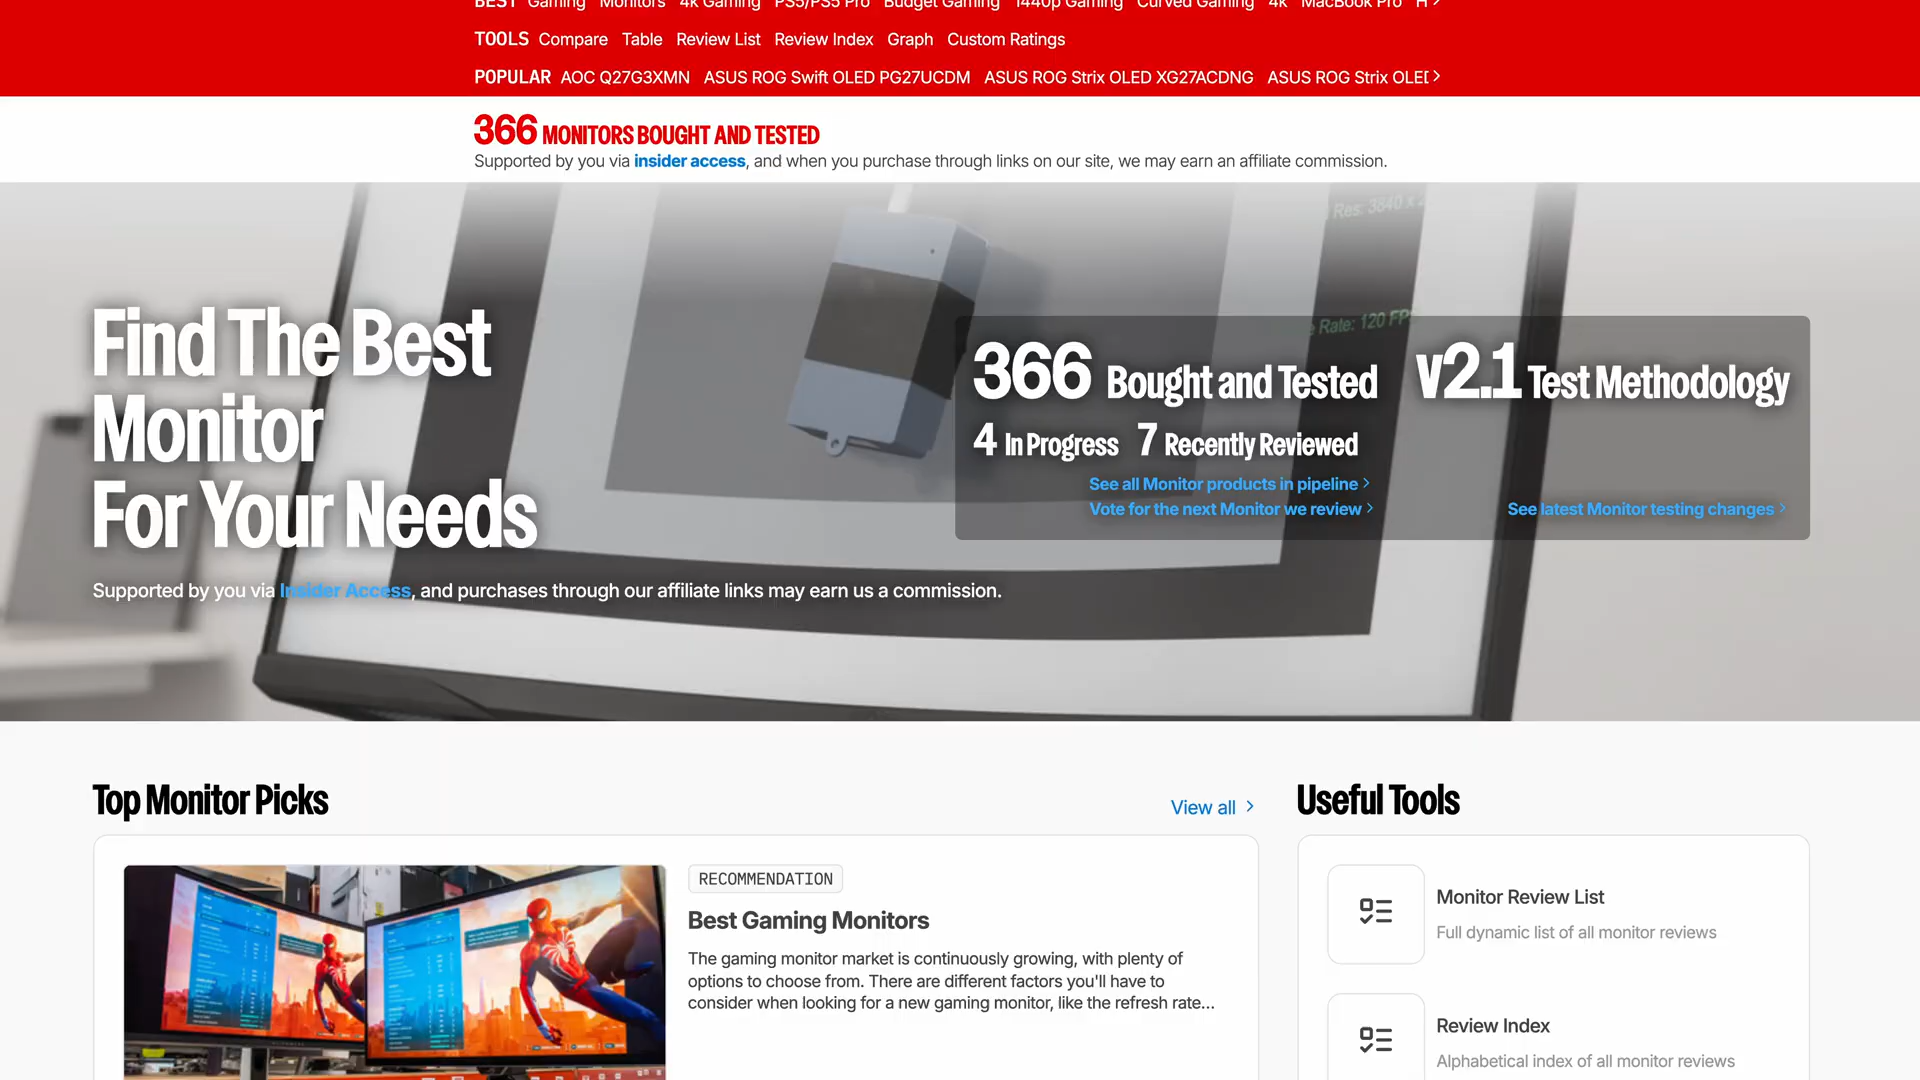 BEST Gaming Monitors 4k Gaming PS5/PS5 Pro Budget Gaming 1440p Gaming Curved Gaming 4k MacBook Pro H
TOOLS Compare Table Review List Review Index Graph Custom Ratings
POPULAR AOC Q27G3XMN ASUS ROG Swift OLED PG27UCDM ASUS ROG Strix OLED XG27ACDNG ASUS ROG Strix OLED
366 MONITORS BOUGHT AND TESTED
Supported by you via insider access, and when you purchase through links on our site, we may earn an affiliate commission.
Res: 3840 x 2
e Rate: 120 FPS
Find The Best
Monitor
For Your Needs
366 Bought and Tested v2.1 Test Methodology
4 In Progress 7 Recently Reviewed
See all Monitor products in pipeline
Vote for the next Monitor we review
See latest Monitor testing changes
Supported by you via Insider Access, and purchases through our affiliate links may earn us a commission.
Top Monitor Picks
View all
RECOMMENDATION
Best Gaming Monitors
The gaming monitor market is continuously growing, with plenty of
options to choose from. There are different factors you'll have to
consider when looking for a new gaming monitor, like the refresh rate...
Useful Tools
Monitor Review List
Full dynamic list of all monitor reviews
Review Index
Alphabetical index of all monitor reviews